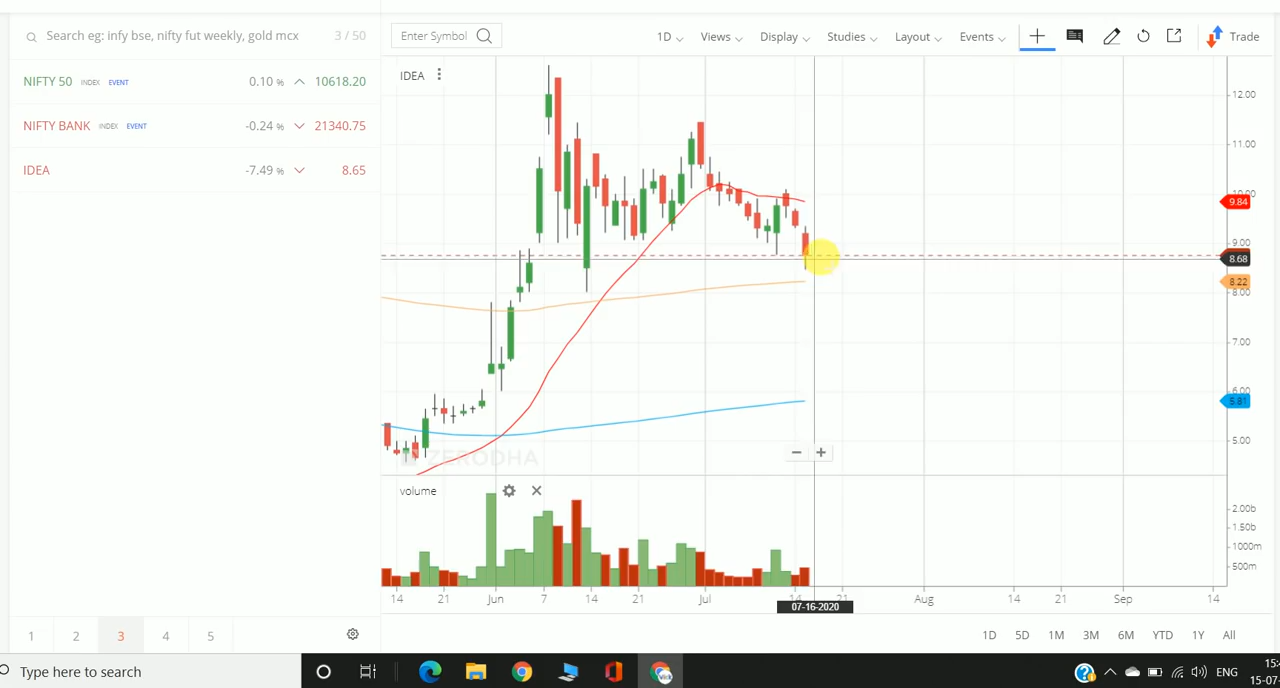 Search eg: infy bse, nifty fut weekly, gold mcx 3 / 50
Enter Symbol 1D Views Display Studies Layout Events Trade
NIFTY 50 INDEX EVENT 0.10 % 10618.20
NIFTY BANK INDEX EVENT -0.24 % 21340.75
IDEA -7.49 % 8.65
IDEA
12.00
11.00
10.00
9.84
9.00
8.68
8.22
8.00
7.00
6.00
5.81
5.00
ZERODHA
volume
2.00b
1.50b
1000m
500m
14 21 Jun 7 14 21 Jul 14 21 Aug 14 21 Sep 14
07-16-2020
1 2 3 4 5
1D 5D 1M 3M 6M YTD 1Y All
Type here to search
ENG